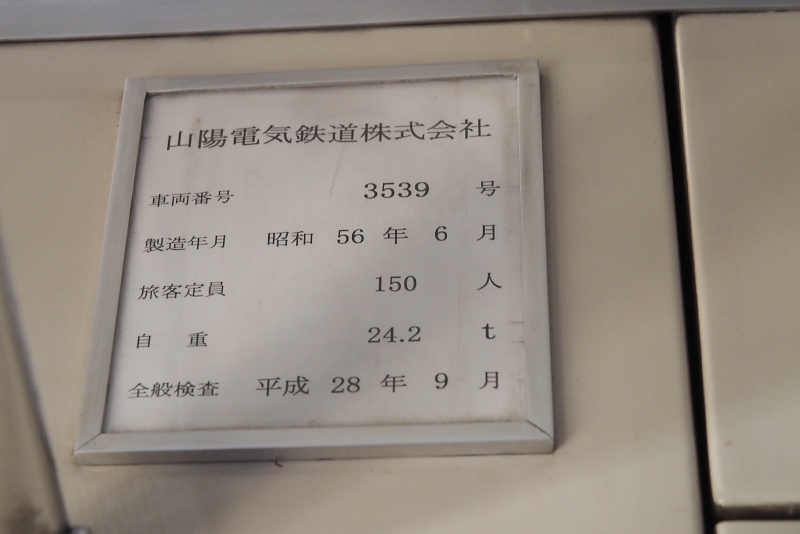 山陽電気鉄道株式会社
車両番号 3539 号
製造年月 昭和 56 年 6 月
旅客定員 150 人
自 重 24.2 t
全般検査 平成 28 年 9 月